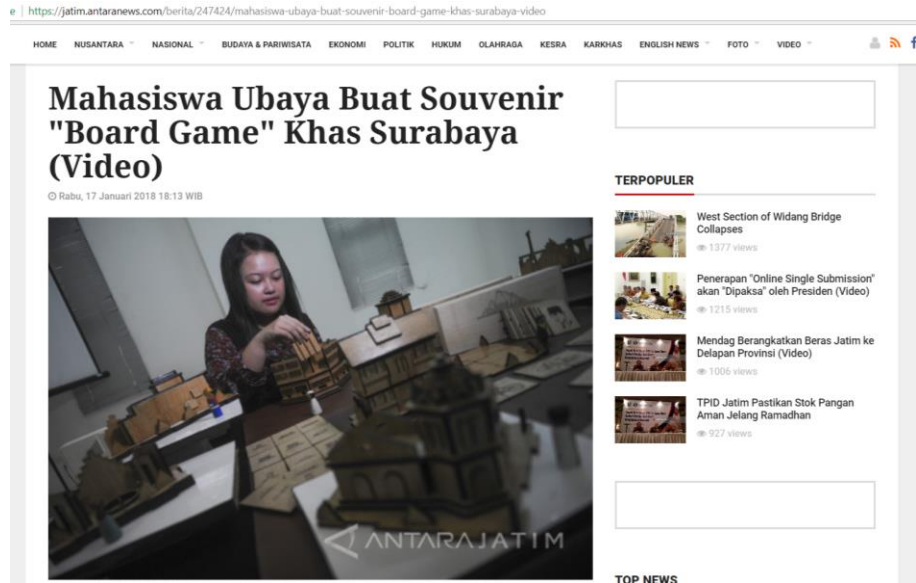 e | https://jatim.antaranews.com/berita/247424/mahasiswa-ubaya-buat-souvenir-board-game-khas-surabaya-video
HOME NUSANTARA NASIONAL BUDAYA & PARIWISATA EKONOMI POLITIK HUKUM OLAHRAGA KESRA KARKHAS ENGLISH NEWS FOTO VIDEO
Mahasiswa Ubaya Buat Souvenir
"Board Game" Khas Surabaya
(Video)
Rabu, 17 Januari 2018 18:13 WIB
ANTARAJATIM
TERPOPULER
West Section of Widang Bridge
Collapses
1377 views
Penerapan "Online Single Submission"
akan "Dipaksa" oleh Presiden (Video)
1215 views
Mendag Berangkatkan Beras Jatim ke
Delapan Provinsi (Video)
1006 views
TPID Jatim Pastikan Stok Pangan
Aman Jelang Ramadhan
927 views
TOP NEWS